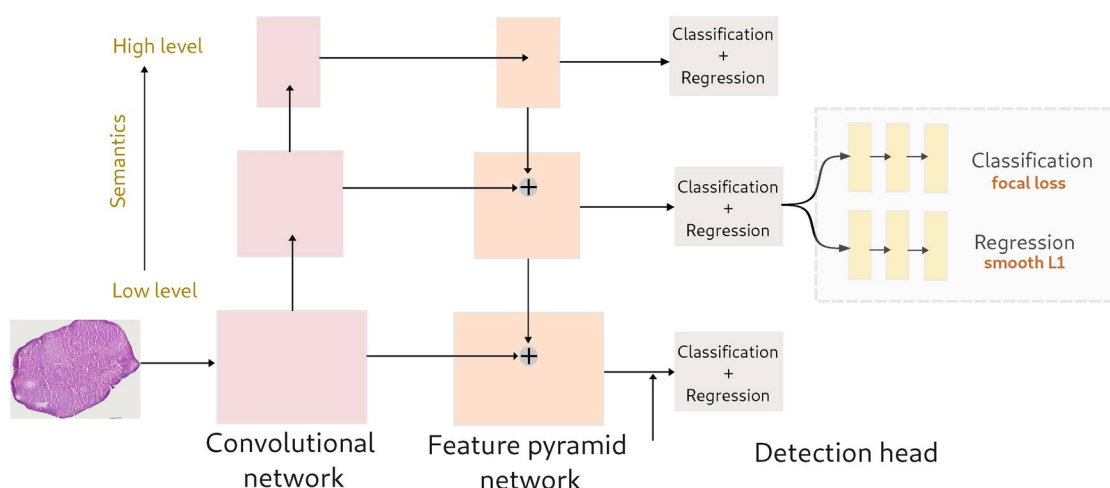 High level
Semantics
Low level
Classification
+
Regression
Classification
+
Regression
Classification
+
Regression
Classification
focal loss
Regression
smooth L1
+
+
Convolutional
network
Feature pyramid
network
Detection head